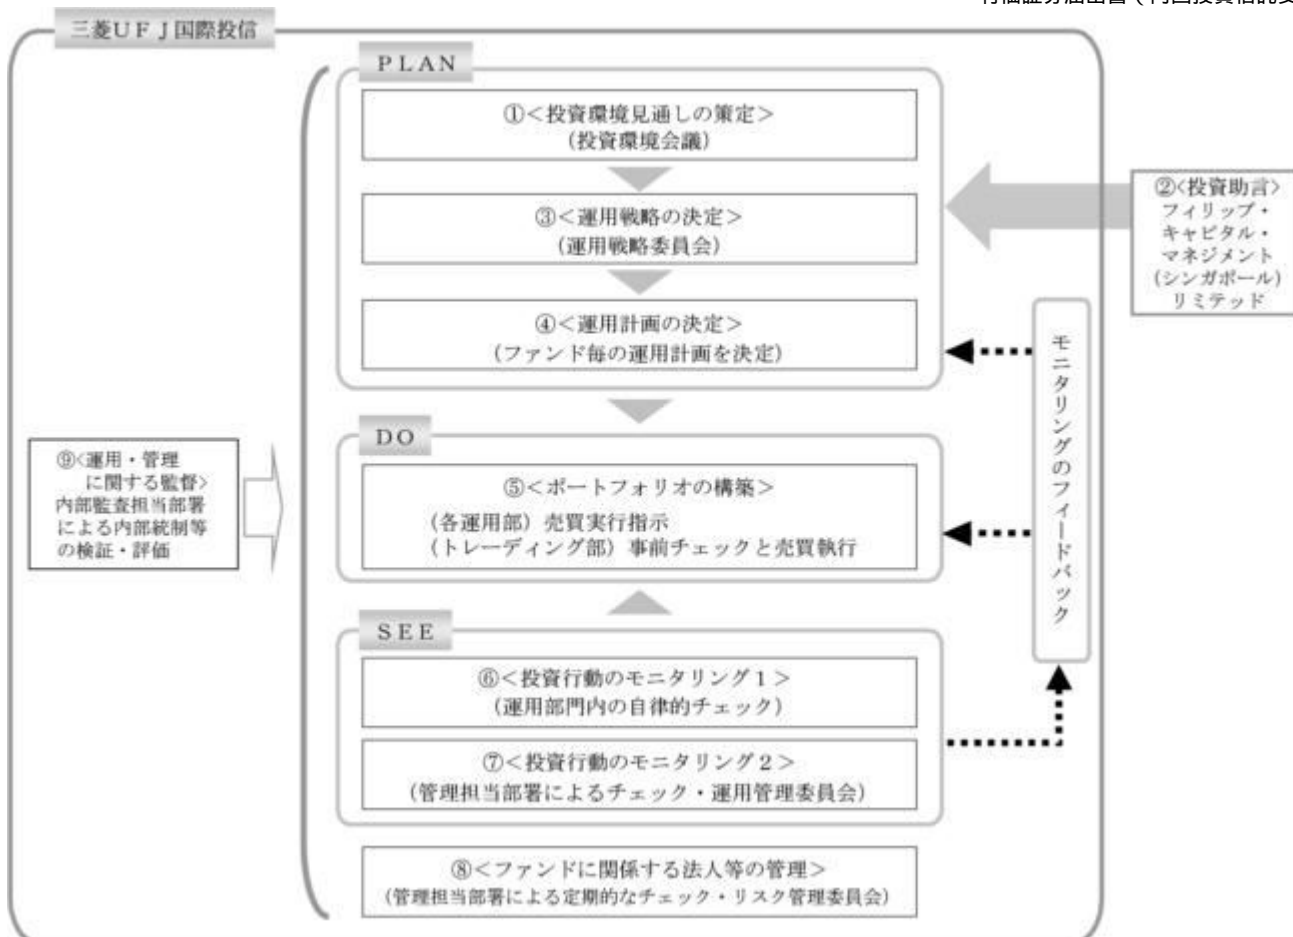 三菱ＵＦＪ国際投信
ＰＬＡＮ
①＜投資環境見通しの策定＞
（投資環境会議）
②＜投資助言＞
フィリップ・
キャピタル・
マネジメント
（シンガポール）
リミテッド
③＜運用戦略の決定＞
（運用戦略委員会）
④＜運用計画の決定＞
（ファンド毎の運用計画を決定）
モニタリングのフィードバック
ＤＯ
⑤＜ポートフォリオの構築＞
（各運用部）売買実行指示
（トレーディング部）事前チェックと売買執行
⑨＜運用・管理
に関する監督＞
内部監査担当部署
による内部統制等
の検証・評価
ＳＥＥ
⑥＜投資行動のモニタリング１＞
（運用部門内の自律的チェック）
⑦＜投資行動のモニタリング２＞
（管理担当部署によるチェック・運用管理委員会）
⑧＜ファンドに関係する法人等の管理＞
（管理担当部署による定期的なチェック・リスク管理委員会）